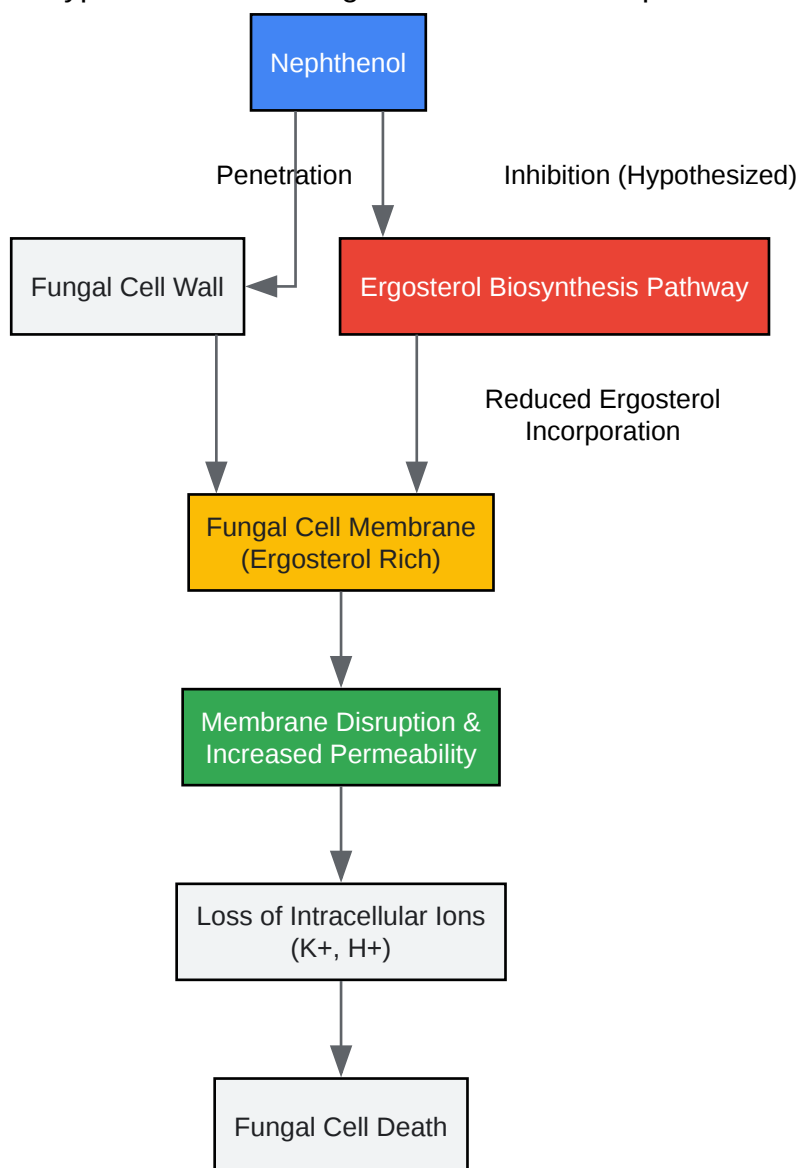 Nephthenol
Penetration
Inhibition (Hypothesized)
Fungal Cell Wall
Ergosterol Biosynthesis Pathway
Reduced Ergosterol
Incorporation
Fungal Cell Membrane
(Ergosterol Rich)
Membrane Disruption &
Increased Permeability
Loss of Intracellular Ions
(K+, H+)
Fungal Cell Death